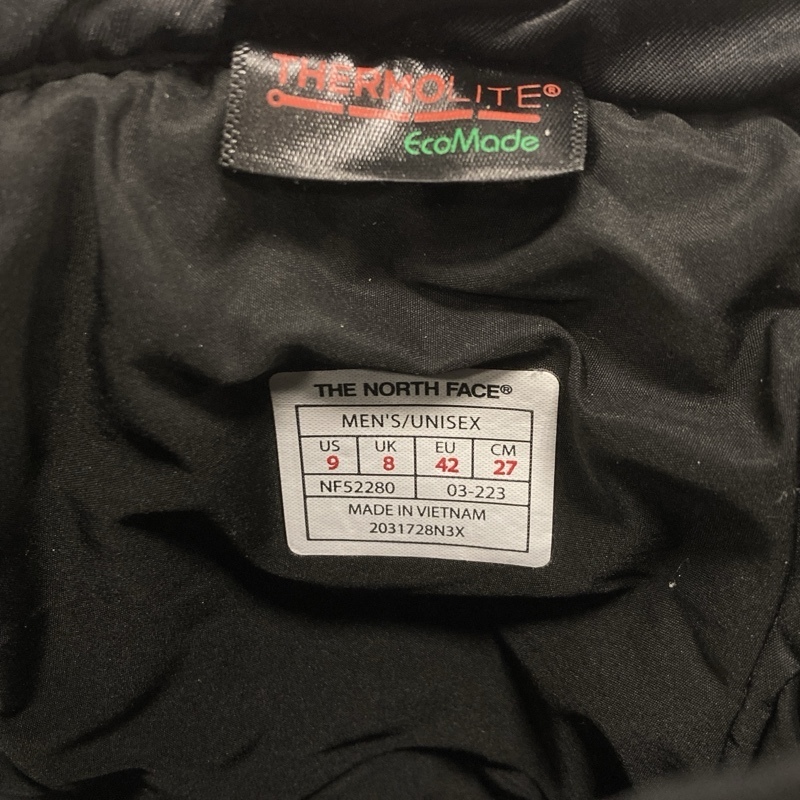 THERMOLITE®
EcoMade
THE NORTH FACE®
MEN'S/UNISEX
US UK EU CM
9 8 42 27
NF52280 03-223
MADE IN VIETNAM
2031728N3X